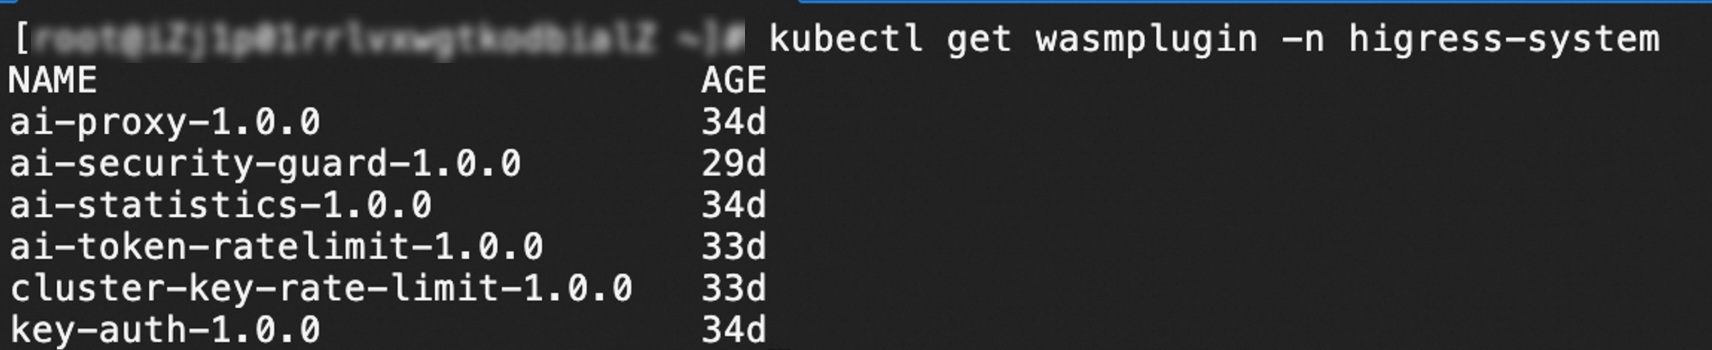 [ kubectl get wasmplugin -n higress-system
NAME AGE
ai-proxy-1.0.0 34d
ai-security-guard-1.0.0 29d
ai-statistics-1.0.0 34d
ai-token-ratelimit-1.0.0 33d
cluster-key-rate-limit-1.0.0 33d
key-auth-1.0.0 34d